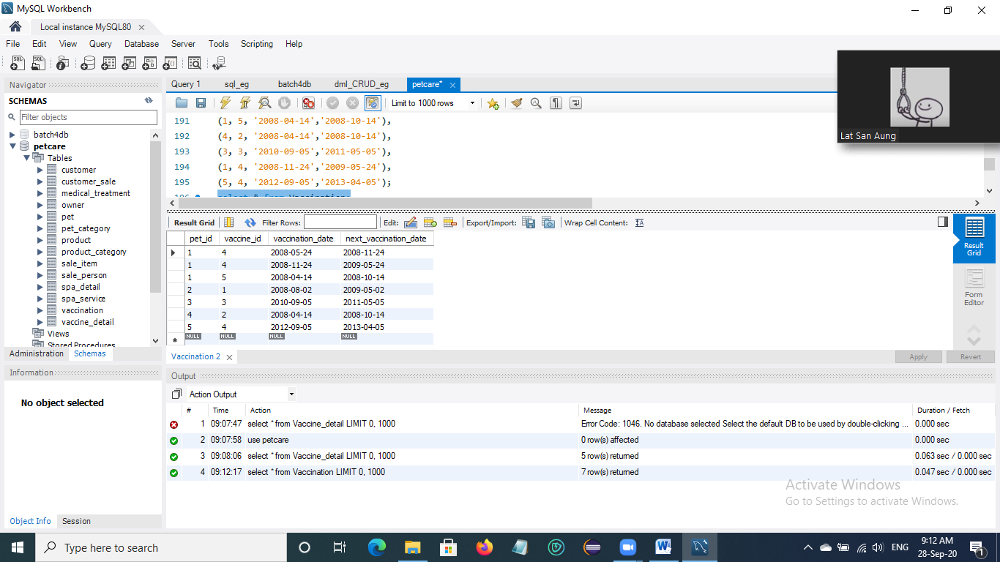 MySQL Workbench
Local instance MySQL80
File Edit View Query Database Server Tools Scripting Help
Navigator
SCHEMAS
Filter objects
batch4db
petcare
Tables
customer
customer_sale
medical_treatment
owner
pet
pet_category
product
product_category
sale_item
sale_person
spa_detail
spa_service
vaccination
vaccine_detail
Views
Stored Procedures
Administration Schemas
Information
No object selected
Object Info Session
Query 1 sql_eg batch4db dml_CRUD_eg petcare*
Limit to 1000 rows
191 (1, 5, '2008-04-14','2008-10-14'),
192 (4, 2, '2008-04-14','2008-10-14'),
193 (3, 3, '2010-09-05','2011-05-05'),
194 (1, 4, '2008-11-24','2009-05-24'),
195 (5, 4, '2012-09-05','2013-04-05');
196 select * from Vaccination;
Lat San Aung
Result Grid Filter Rows: Edit: Export/Import: Wrap Cell Content:
pet_id vaccine_id vaccination_date next_vaccination_date
1 4 2008-05-24 2008-11-24
1 4 2008-11-24 2009-05-24
1 5 2008-04-14 2008-10-14
2 1 2008-08-02 2009-05-02
3 3 2010-09-05 2011-05-05
4 2 2008-04-14 2008-10-14
5 4 2012-09-05 2013-04-05
NULL NULL NULL NULL
Result
Grid
Form
Editor
Vaccination 2
Apply Revert
Output
Action Output
# Time Action Message Duration / Fetch
1 09:07:47 select * from Vaccine_detail LIMIT 0, 1000 Error Code: 1046. No database selected Select the default DB to be used by double-clicking ... 0.000 sec
2 09:07:58 use petcare 0 row(s) affected 0.000 sec
3 09:08:06 select * from Vaccine_detail LIMIT 0, 1000 5 row(s) returned 0.063 sec / 0.000 sec
4 09:12:17 select * from Vaccination LIMIT 0, 1000 7 row(s) returned 0.047 sec / 0.000 sec
Activate Windows
Go to Settings to activate Windows.
Type here to search
ENG
9:12 AM
28-Sep-20
1